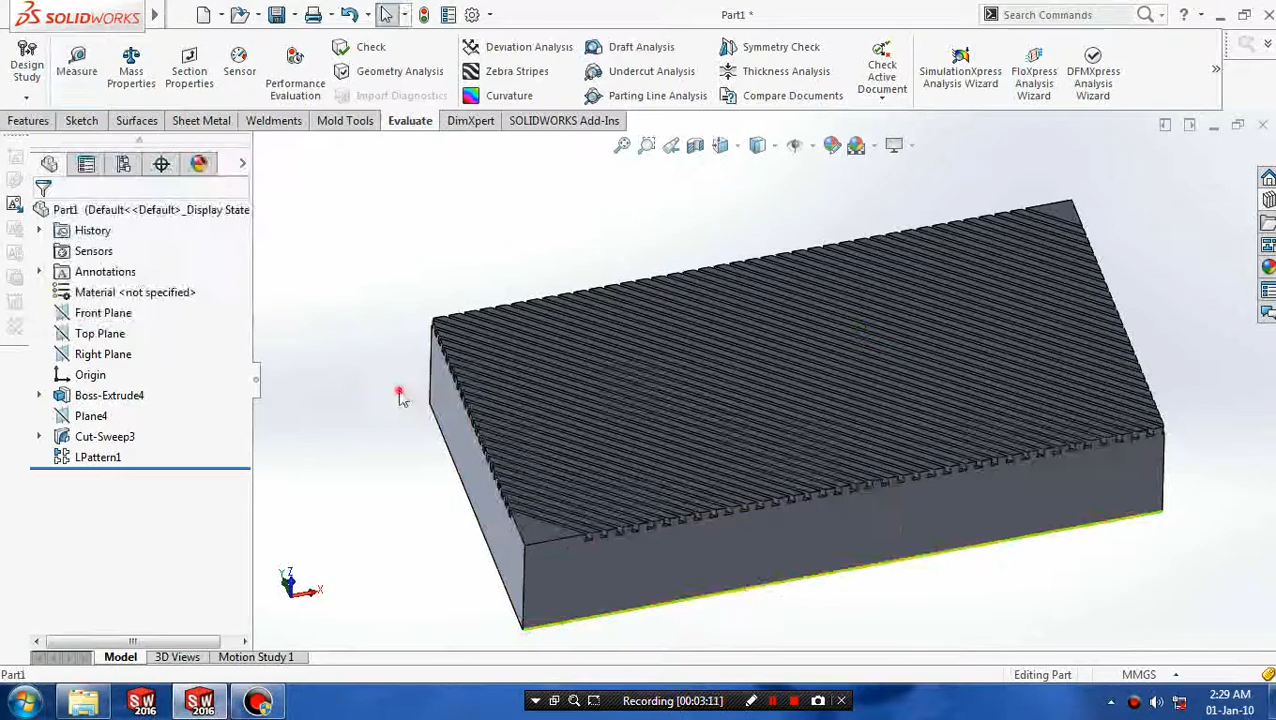 SOLIDWORKS
Part1 *
Search Commands
?
Design
Study
Measure
Mass
Properties
Section
Properties
Sensor
Performance
Evaluation
Check
Geometry Analysis
Import Diagnostics
Deviation Analysis
Zebra Stripes
Curvature
Draft Analysis
Undercut Analysis
Parting Line Analysis
Symmetry Check
Thickness Analysis
Compare Documents
Check
Active
Document
SimulationXpress
Analysis Wizard
FloXpress
Analysis
Wizard
DFMXpress
Analysis
Wizard
Features
Sketch
Surfaces
Sheet Metal
Weldments
Mold Tools
Evaluate
DimXpert
SOLIDWORKS Add-Ins
Part1 (Default<<Default>_Display State
History
Sensors
Annotations
Material <not specified>
Front Plane
Top Plane
Right Plane
Origin
Boss-Extrude4
Plane4
Cut-Sweep3
LPattern1
Z
Y
X
Model
3D Views
Motion Study 1
Part1
Editing Part
MMGS
SW
2016
SW
2016
Recording [00:03:11]
2:29 AM
01-Jan-10